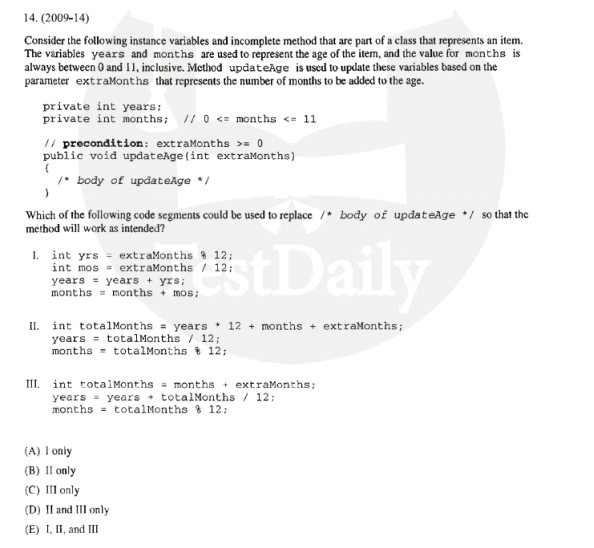 14. (2009-14)
Consider the following instance variables and incomplete method that are part of a class that represents an item.
The variables years and months are used to represent the age of the item, and the value for months is
always between 0 and 11, inclusive. Method updateAge is used to update these variables based on the
parameter extraMonths that represents the number of months to be added to the age.
private int years;
private int months; // 0 <= months <= 11
// precondition: extraMonths >= 0
public void updateAge(int extraMonths)
{
/* body of updateAge */
}
Which of the following code segments could be used to replace /* body of updateAge */ so that the
method will work as intended?
I. int yrs = extraMonths % 12;
int mos = extraMonths / 12;
years = years + yrs;
months = months + mos;
II. int totalMonths = years * 12 + months + extraMonths;
years = totalMonths / 12;
months = totalMonths % 12;
III. int totalMonths = months + extraMonths;
years = years + totalMonths / 12;
months = totalMonths % 12;
(A) I only
(B) II only
(C) III only
(D) II and III only
(E) I, II, and III
TestDaily